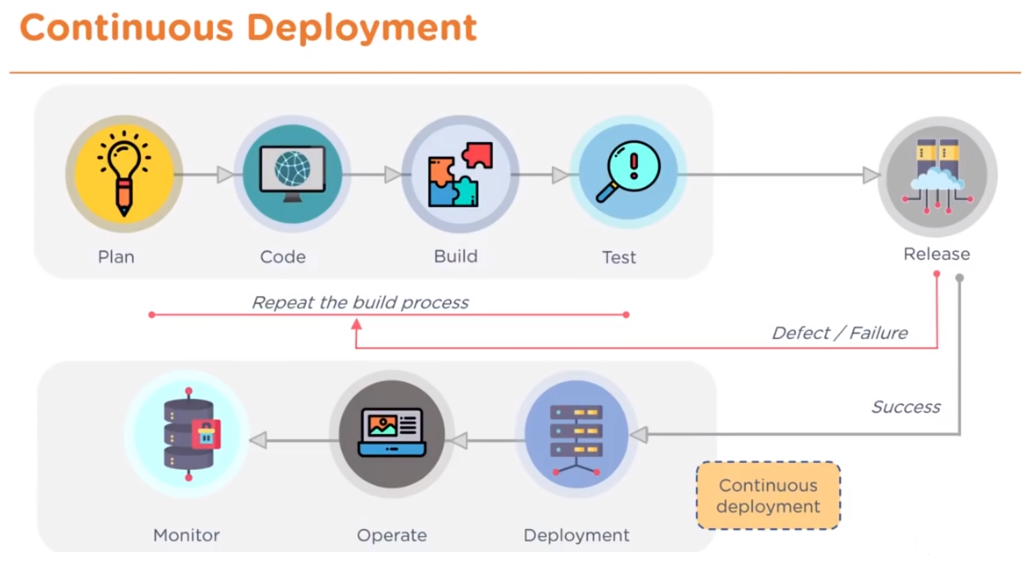 Continuous Deployment
Plan
Code
Build
Test
Release
Repeat the build process
Defect / Failure
Success
Continuous
deployment
Monitor
Operate
Deployment